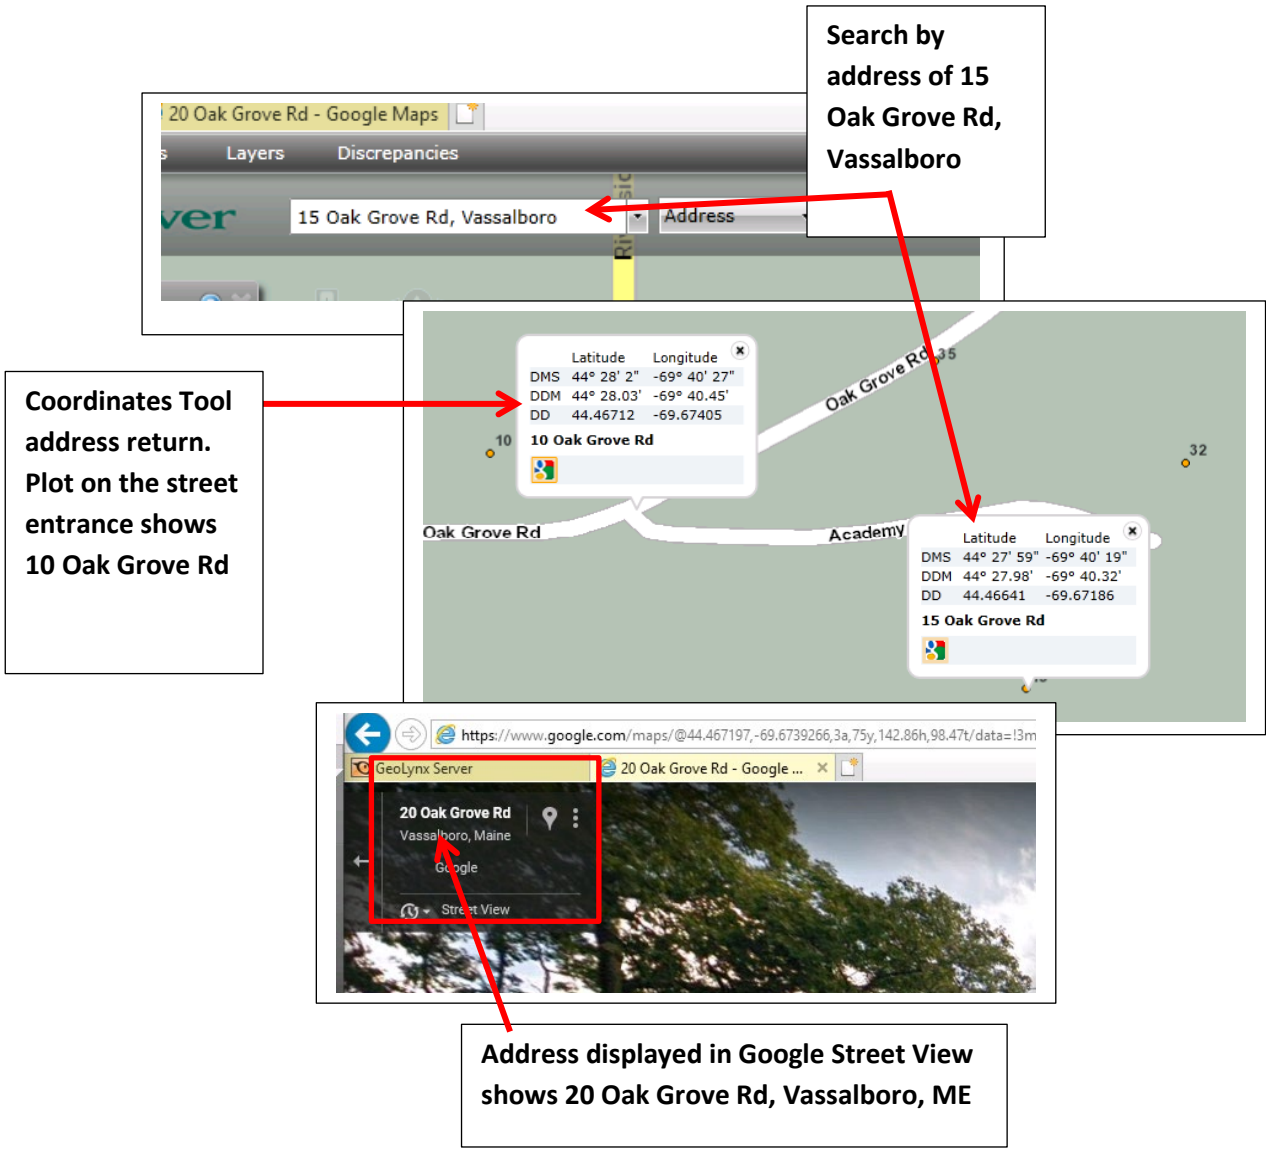 Search by
address of 15
Oak Grove Rd,
Vassalboro
20 Oak Grove Rd - Google Maps
s Layers Discrepancies
ver
15 Oak Grove Rd, Vassalboro
Address
Coordinates Tool
address return.
Plot on the street
entrance shows
10 Oak Grove Rd
Latitude Longitude
DMS 44° 28' 2" -69° 40' 27"
DDM 44° 28.03' -69° 40.45'
DD 44.46712 -69.67405
10 Oak Grove Rd
10
Oak Grove Rd
35
32
Oak Grove Rd
Academy
Latitude Longitude
DMS 44° 27' 59" -69° 40' 19"
DDM 44° 27.98' -69° 40.32'
DD 44.46641 -69.67186
15 Oak Grove Rd
https://www.google.com/maps/@44.467197,-69.6739266,3a,75y,142.86h,98.47t/data=!3m
GeoLynx Server
20 Oak Grove Rd - Google ...
20 Oak Grove Rd
Vassalboro, Maine
Google
Street View
Address displayed in Google Street View
shows 20 Oak Grove Rd, Vassalboro, ME